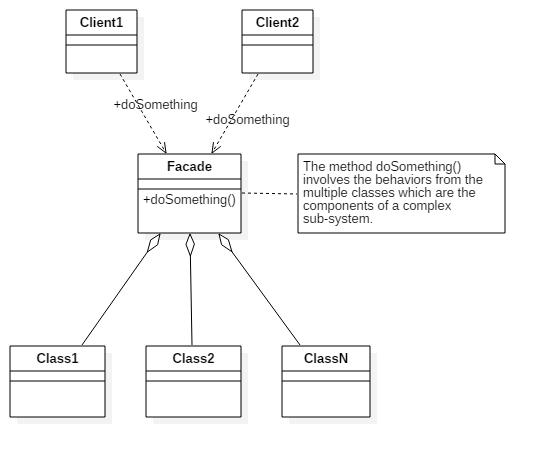 Client1
Client2
+doSomething
+doSomething
Facade
+doSomething()
The method doSomething()
involves the behaviors from the
multiple classes which are the
components of a complex
sub-system.
Class1
Class2
ClassN